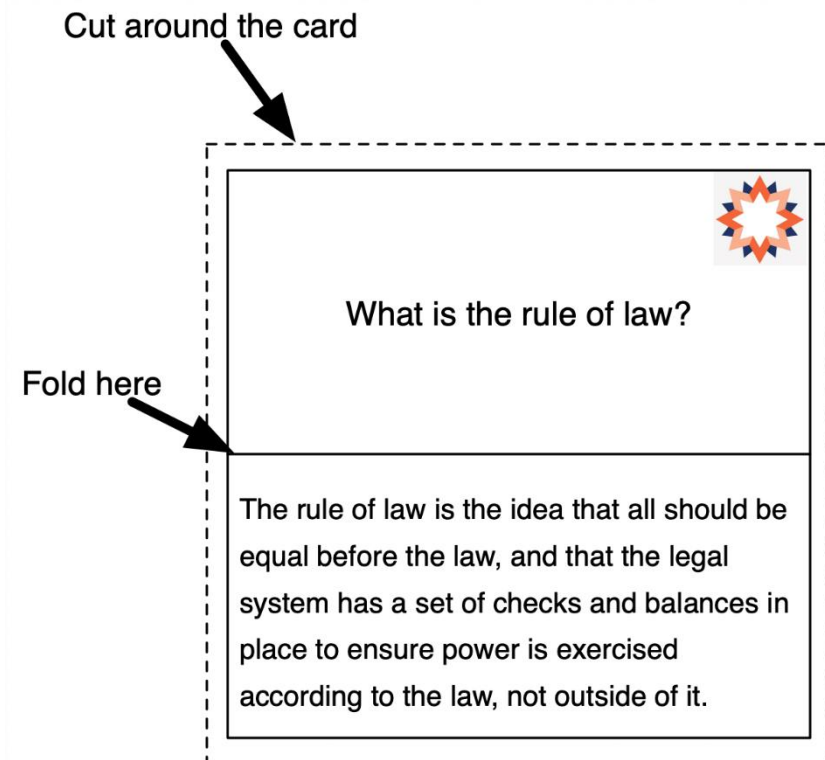 Cut around the card
What is the rule of law?
Fold here
The rule of law is the idea that all should be
equal before the law, and that the legal
system has a set of checks and balances in
place to ensure power is exercised
according to the law, not outside of it.